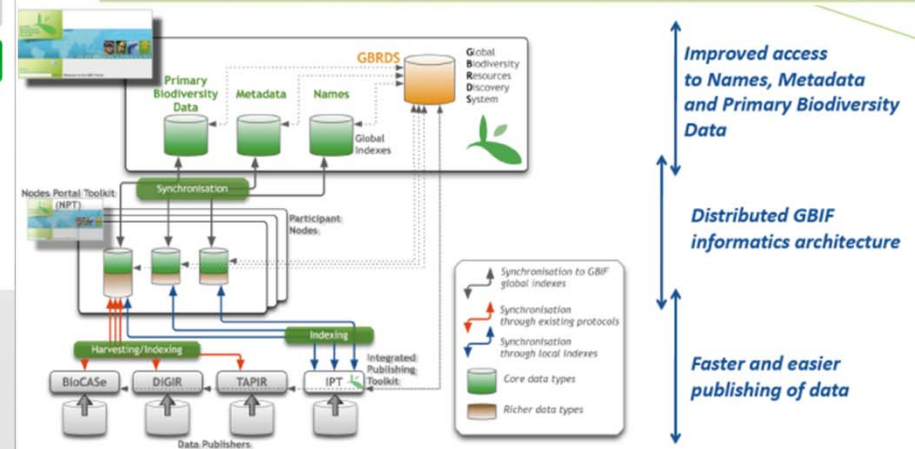 GBRDS
Global
Biodiversity
Resources
Discovery
System
Primary
Biodiversity
Data
Metadata
Names
Global
Indexes
Synchronisation
Nodes Portal Toolkit
(NPT)
Participant
Nodes
Indexing
Harvesting/Indexing
Integrated
Publishing
Toolkit
BioCASe
DiGIR
TAPIR
IPT
Data Publishers
Synchronisation to GBIF
global indexes
Synchronisation
through existing protocols
Synchronisation
through local indexes
Core data types
Richer data types
Improved access
to Names, Metadata
and Primary Biodiversity
Data
Distributed GBIF
informatics architecture
Faster and easier
publishing of data